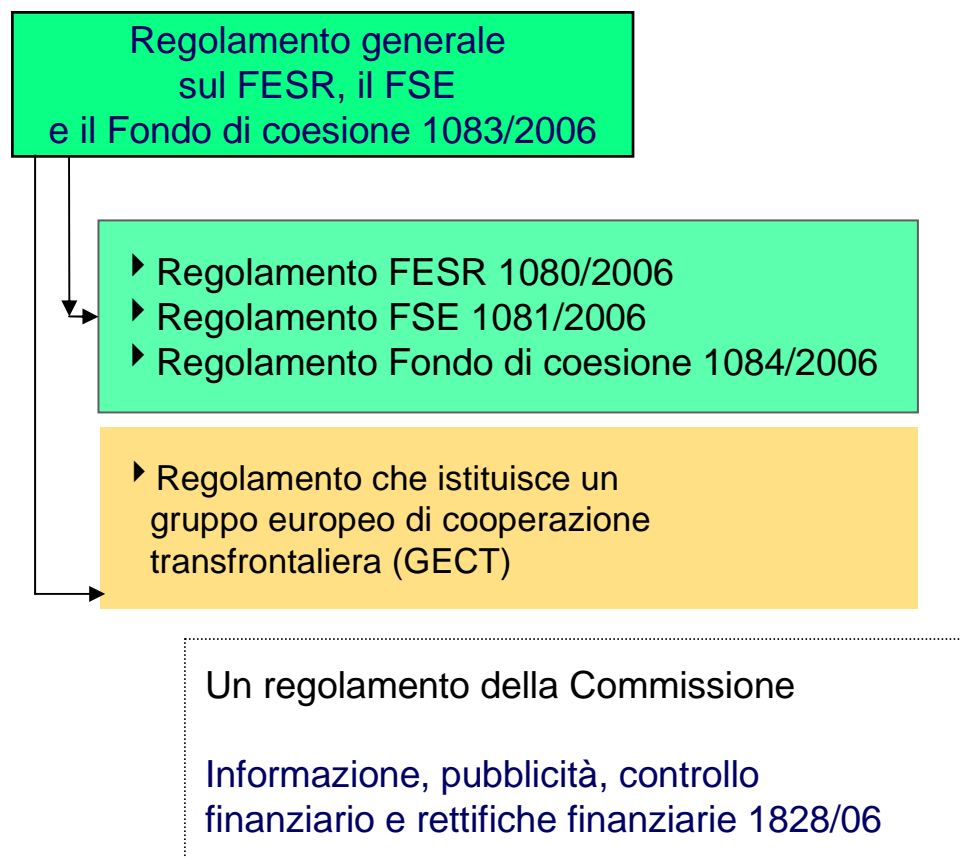 Regolamento generale
sul FESR, il FSE
e il Fondo di coesione 1083/2006
Regolamento FESR 1080/2006
Regolamento FSE 1081/2006
Regolamento Fondo di coesione 1084/2006
Regolamento che istituisce un
gruppo europeo di cooperazione
transfrontaliera (GECT)
Un regolamento della Commissione
Informazione, pubblicità, controllo
finanziario e rettifiche finanziarie 1828/06